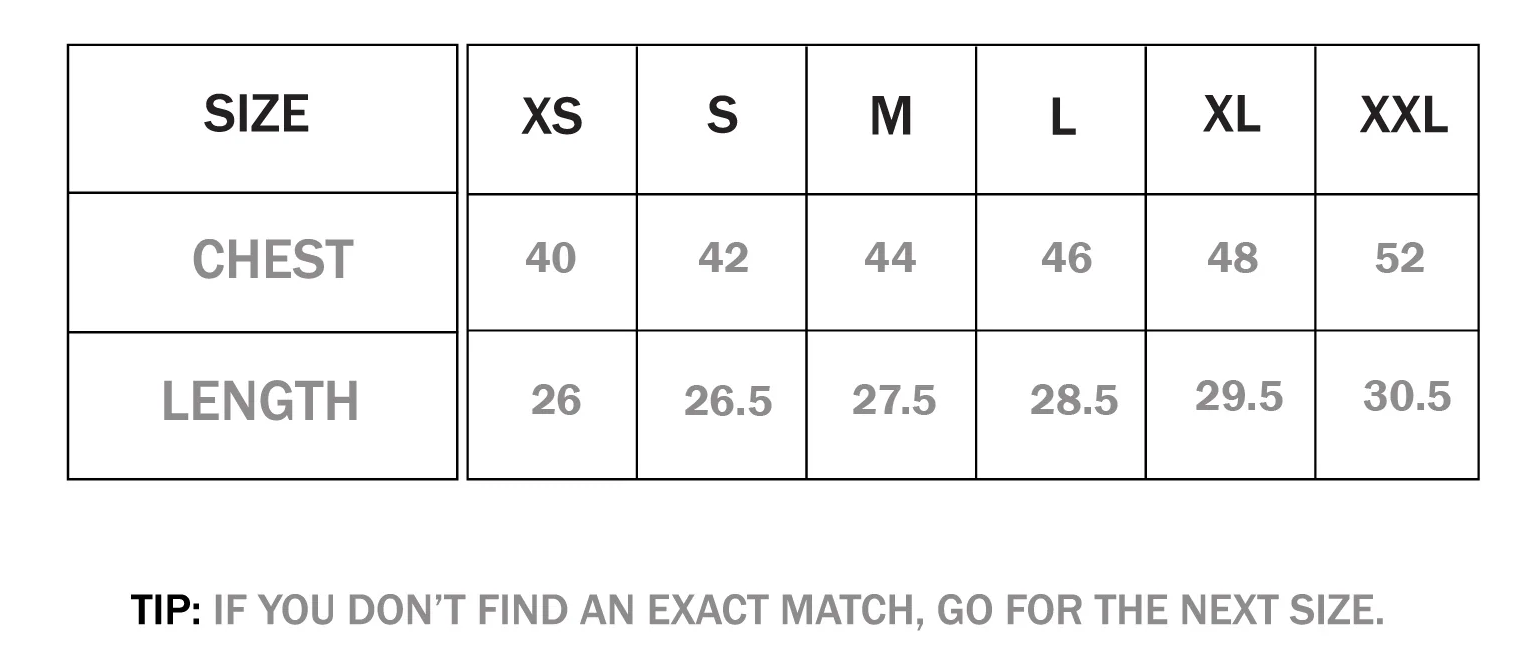 SIZE XS S M L XL XXL
CHEST 40 42 44 46 48 52
LENGTH 26 26.5 27.5 28.5 29.5 30.5
TIP: IF YOU DON’T FIND AN EXACT MATCH, GO FOR THE NEXT SIZE.